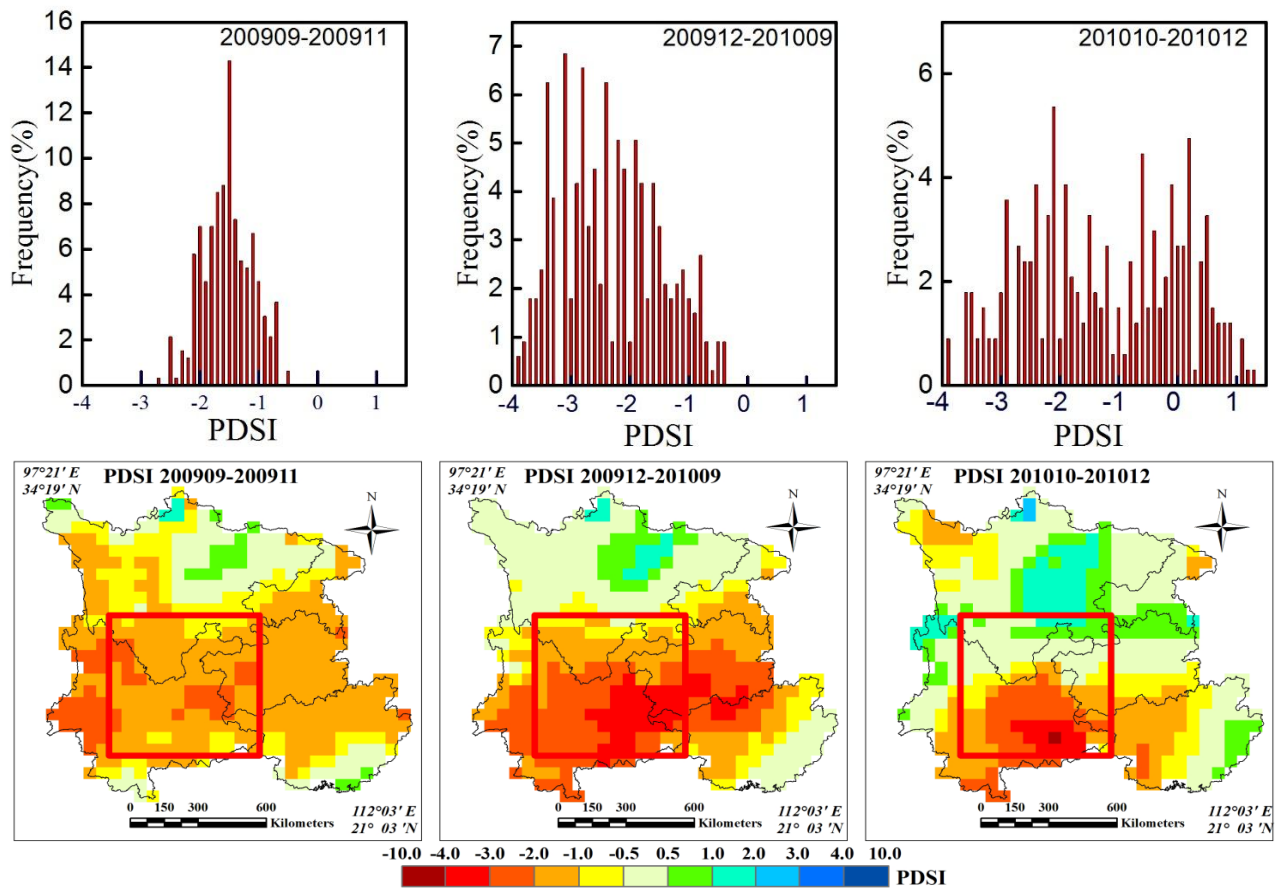 200909-200911
16
14
12
10
8
6
4
2
0
Frequency(%)
-4 -3 -2 -1 0 1
PDSI
200912-201009
7
6
5
4
3
2
1
0
Frequency(%)
-4 -3 -2 -1 0 1
PDSI
201010-201012
6
4
2
0
Frequency(%)
-4 -3 -2 -1 0 1
PDSI
97°21' E
34°19' N
PDSI 200909-200911
N
0 150 300 600
Kilometers
112°03' E
21° 03 'N
97°21' E
34°19' N
PDSI 200912-201009
N
0 150 300 600
Kilometers
112°03' E
21° 03 'N
97°21' E
34°19' N
PDSI 201010-201012
N
0 150 300 600
Kilometers
112°03' E
21° 03 'N
-10.0 -4.0 -3.0 -2.0 -1.0 -0.5 0.5 1.0 2.0 3.0 4.0 10.0
PDSI